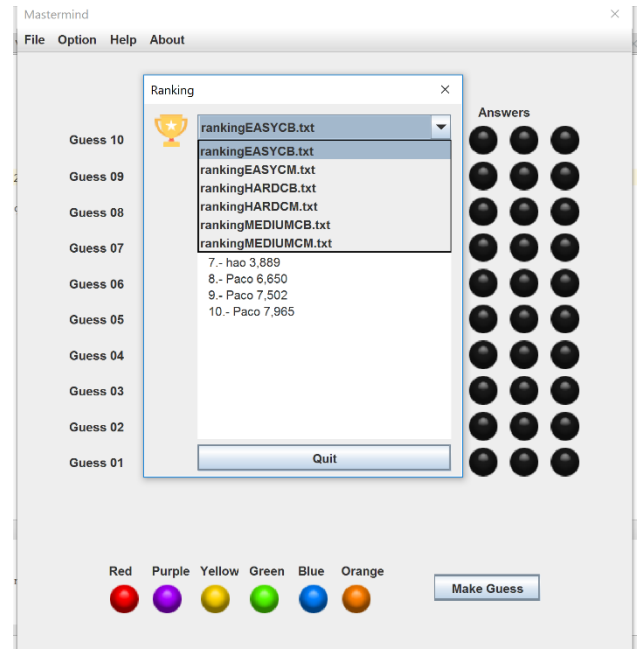 Mastermind
File Option Help About
Ranking
Answers
rankingEASYCB.txt
rankingEASYCB.txt
rankingEASYCM.txt
rankingHARDCB.txt
rankingHARDCM.txt
rankingMEDIUMCB.txt
rankingMEDIUMCM.txt
7.- hao 3,889
8.- Paco 6,650
9.- Paco 7,502
10.- Paco 7,965
Quit
Guess 10
Guess 09
Guess 08
Guess 07
Guess 06
Guess 05
Guess 04
Guess 03
Guess 02
Guess 01
Red Purple Yellow Green Blue Orange
Make Guess